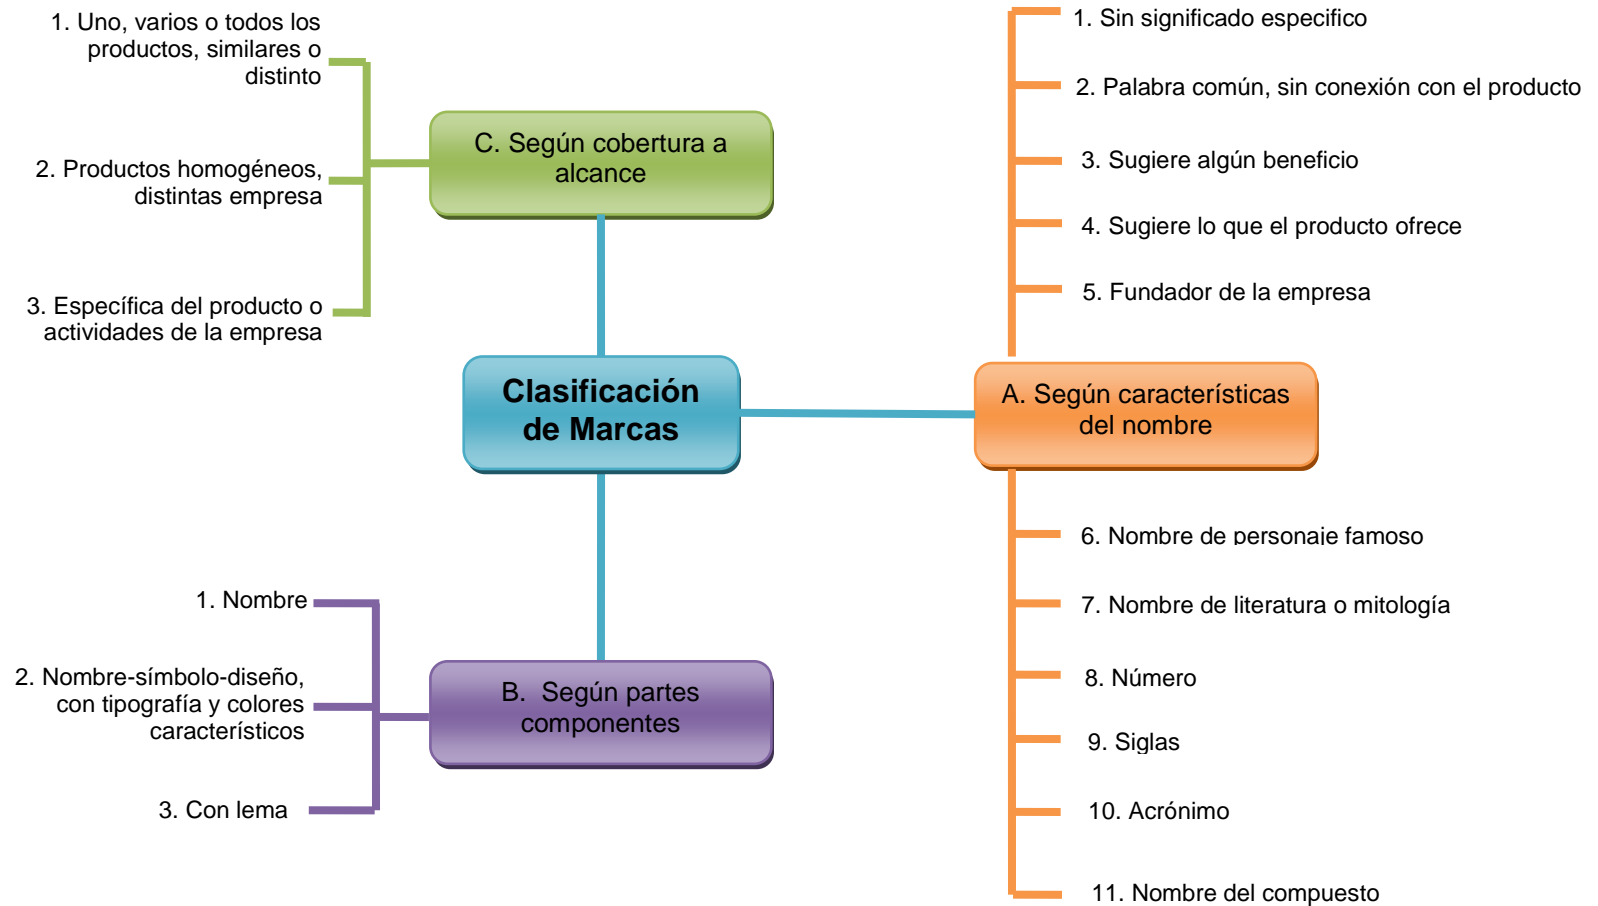 1. Uno, varios o todos los
productos, similares o
distinto
2. Productos homogéneos,
distintas empresa
3. Específica del producto o
actividades de la empresa
C. Según cobertura a
alcance
Clasificación
de Marcas
A. Según características
del nombre
1. Sin significado especifico
2. Palabra común, sin conexión con el producto
3. Sugiere algún beneficio
4. Sugiere lo que el producto ofrece
5. Fundador de la empresa
6. Nombre de personaje famoso
7. Nombre de literatura o mitología
8. Número
9. Siglas
10. Acrónimo
11. Nombre del compuesto
B. Según partes
componentes
1. Nombre
2. Nombre-símbolo-diseño,
con tipografía y colores
característicos
3. Con lema